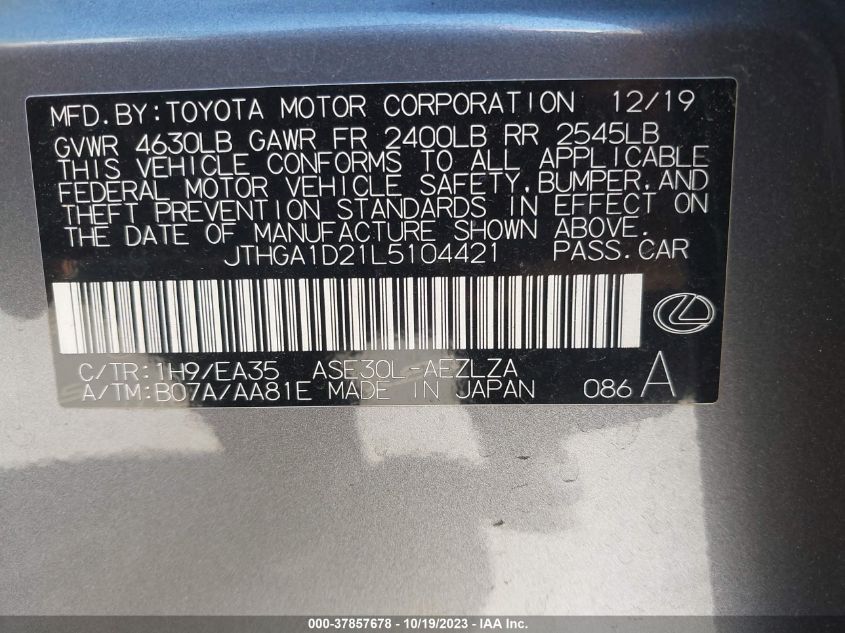 MFD.BY:TOYOTA MOTOR CORPORATION 12/19
GVWR 4630LB GAWR FR 2400LB RR 2545LB
THIS VEHICLE CONFORMS TO ALL APPLICABLE
FEDERAL MOTOR VEHICLE SAFETY,BUMPER,AND
THEFT PREVENTION STANDARDS IN EFFECT ON
THE DATE OF MANUFACTURE SHOWN ABOVE.
JTHGA1D21L5104421 PASS.CAR
C/TR:1H9/EA35 ASE30L-AEZLZA
A/TM:B07A/AA81E MADE IN JAPAN 086 A
000-37857678 - 10/19/2023 - IAA Inc.